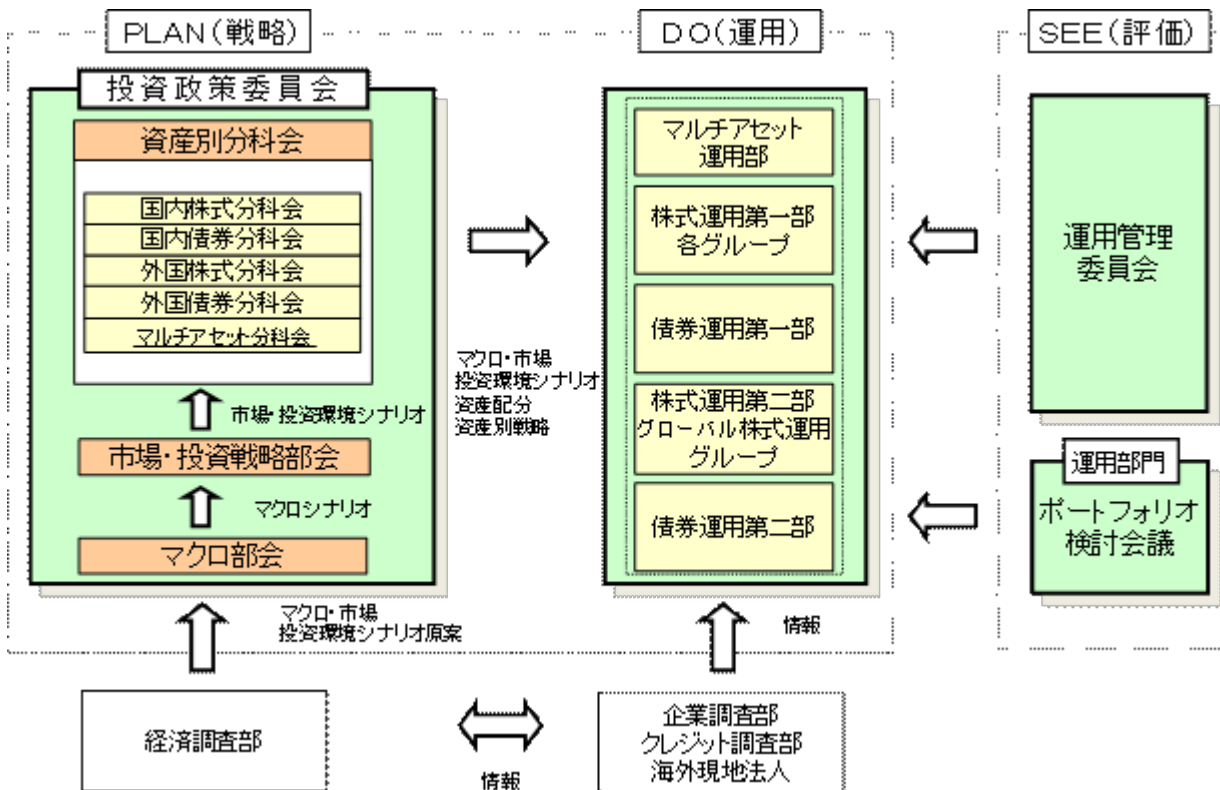 PLAN(戦略)
投資政策委員会
資産別分科会
国内株式分科会
国内債券分科会
外国株式分科会
外国債券分科会
マルチアセット分科会
市場・投資環境シナリオ
市場・投資戦略部会
マクロシナリオ
マクロ部会
マクロ・市場
投資環境シナリオ
資産配分
資産別戦略
DO(運用)
マルチアセット
運用部
株式運用第一部
各グループ
債券運用第一部
株式運用第二部
グローバル株式運用
グループ
債券運用第二部
SEE(評価)
運用管理
委員会
運用部門
ポートフォリオ
検討会議
マクロ・市場
投資環境シナリオ原案
情報
経済調査部
情報
企業調査部
クレジット調査部
海外現地法人